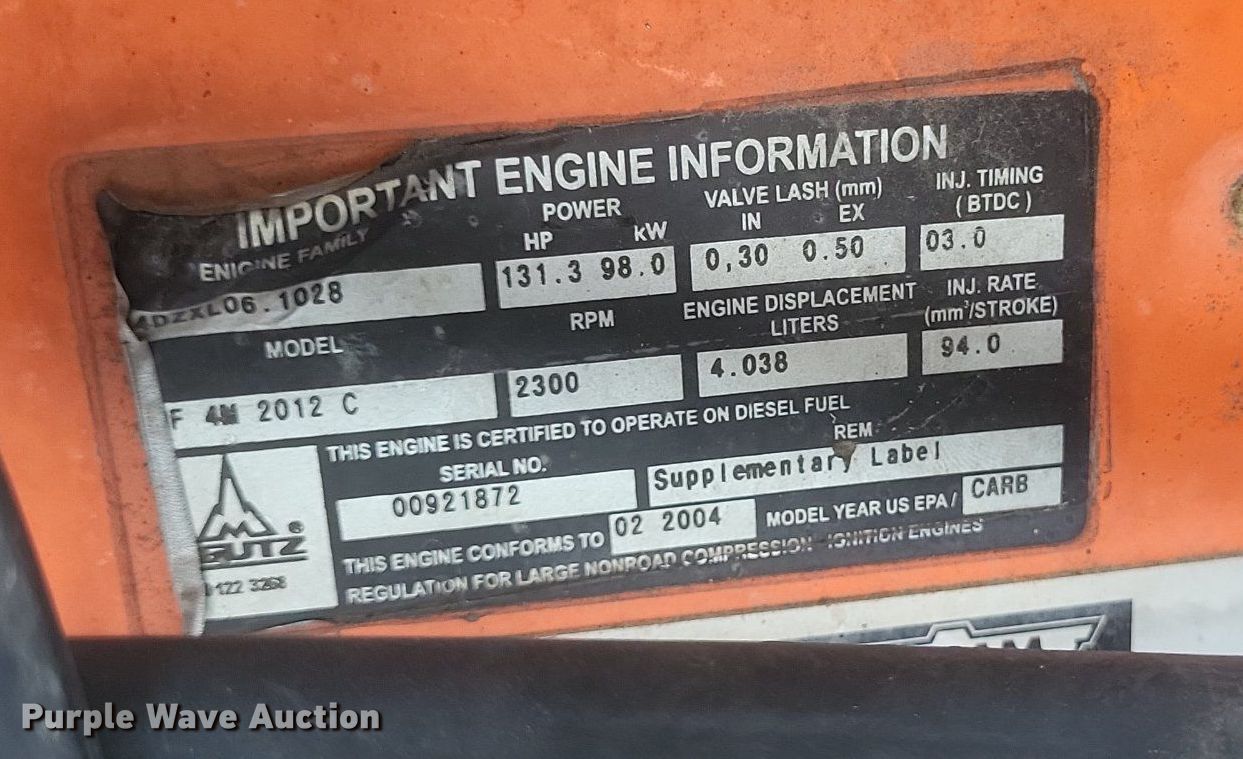 IMPORTANT ENGINE INFORMATION
ENGINE FAMILY
POWER
HP kW
VALVE LASH (mm)
IN EX
INJ. TIMING
(BTDC)
4DZXL06.1028
131.3 98.0
0,30 0.50
03.0
MODEL
RPM
ENGINE DISPLACEMENT
LITERS
INJ. RATE
(mm³/STROKE)
F 4M 2012 C
2300
4.038
94.0
THIS ENGINE IS CERTIFIED TO OPERATE ON DIESEL FUEL
SERIAL NO.
REM
00921872
Supplementary Label
THIS ENGINE CONFORMS TO 02 2004 MODEL YEAR US EPA/ CARB
REGULATION FOR LARGE NONROAD COMPRESSION-IGNITION ENGINES
DEUTZ®
122 3268
Purple Wave Auction